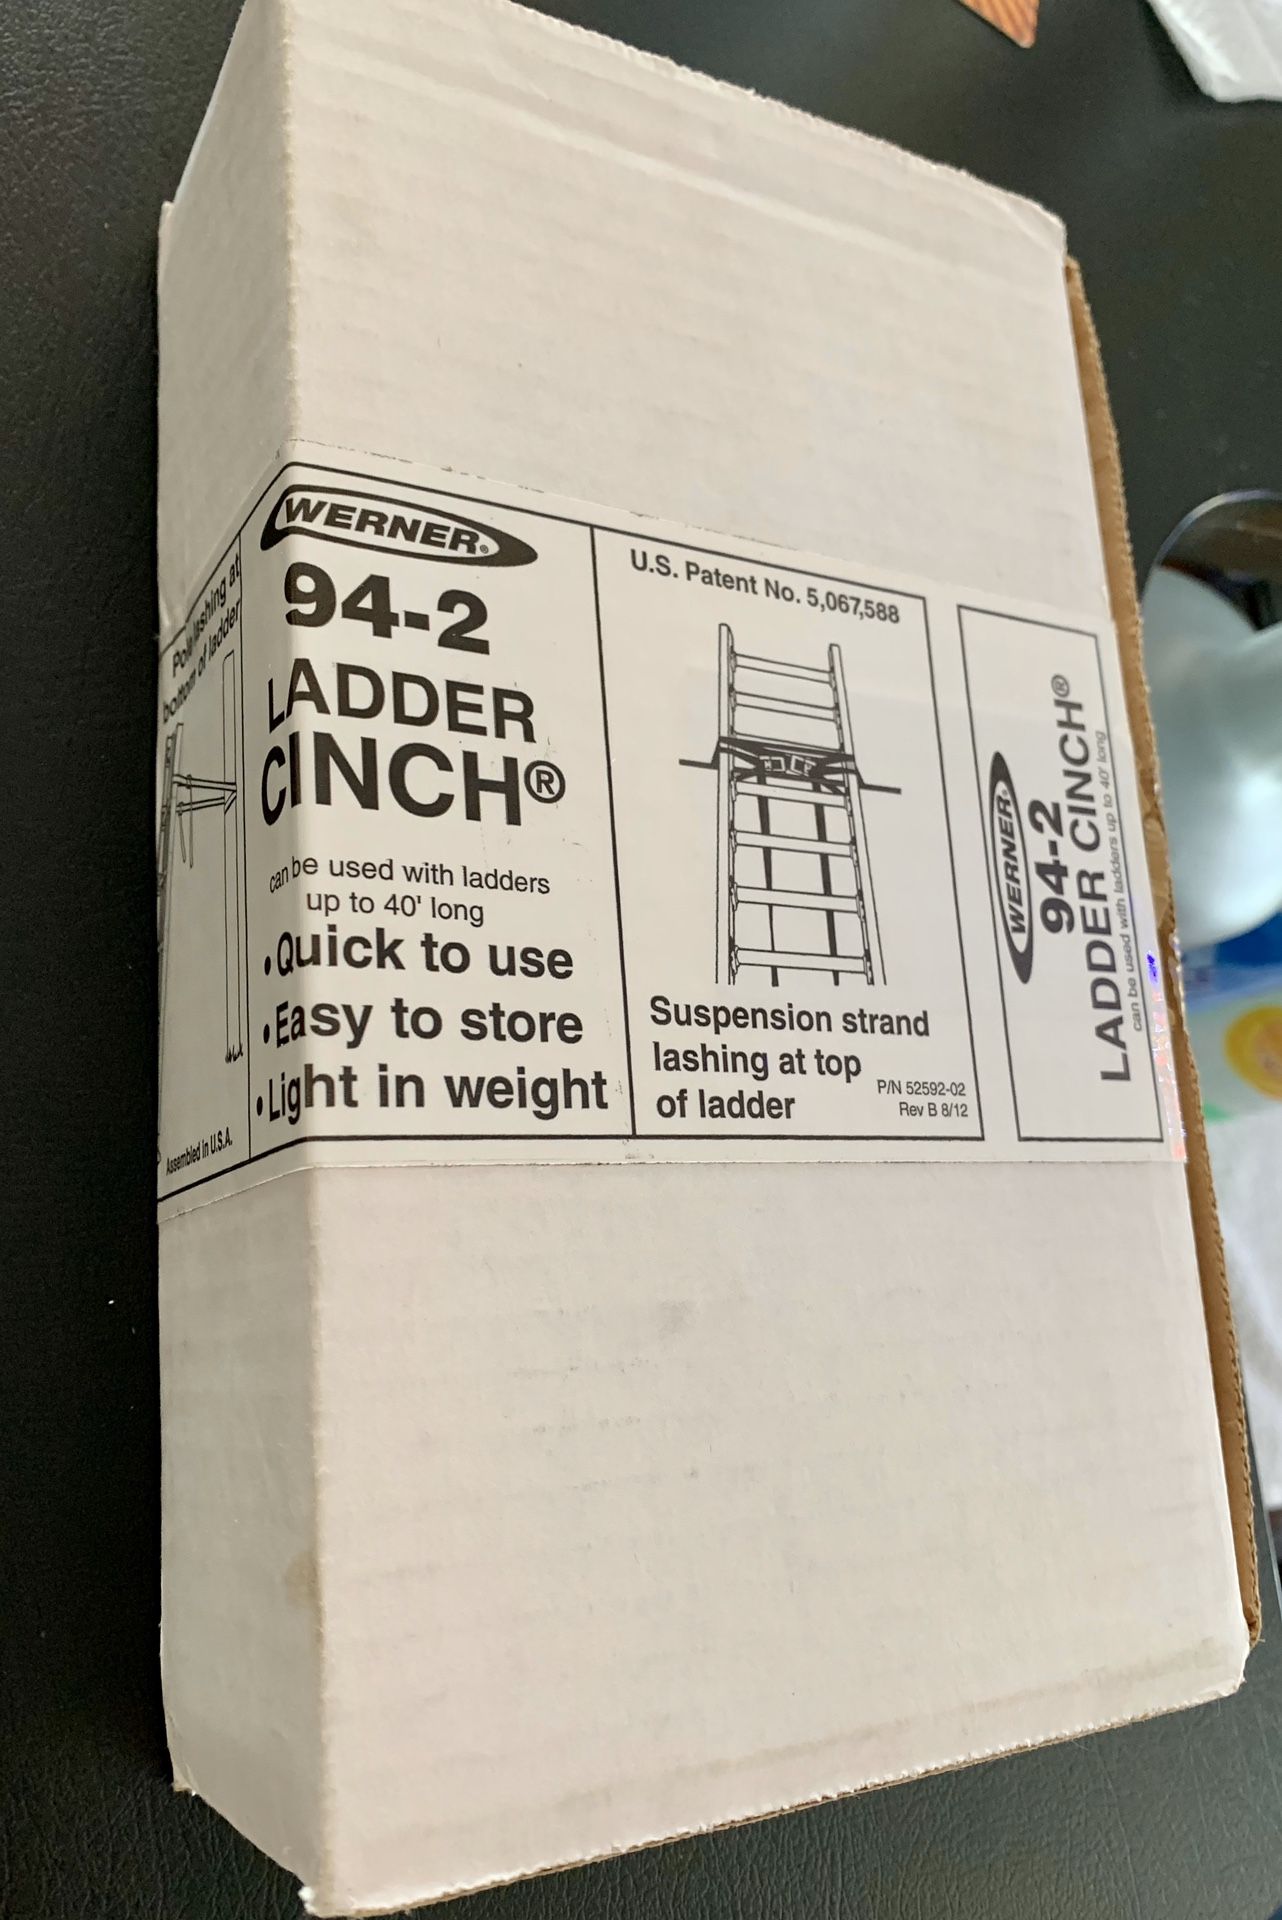 Pole lashing at
bottom of ladder
Assembled in U.S.A.
WERNER®
94-2
LADDER
CINCH®
can be used with ladders
up to 40' long
•Quick to use
•Easy to store
•Light in weight
U.S. Patent No. 5,067,588
Suspension strand
lashing at top
of ladder
P/N 52592-02
Rev B 8/12
WERNER®
94-2
LADDER CINCH®
can be used with ladders up to 40' long